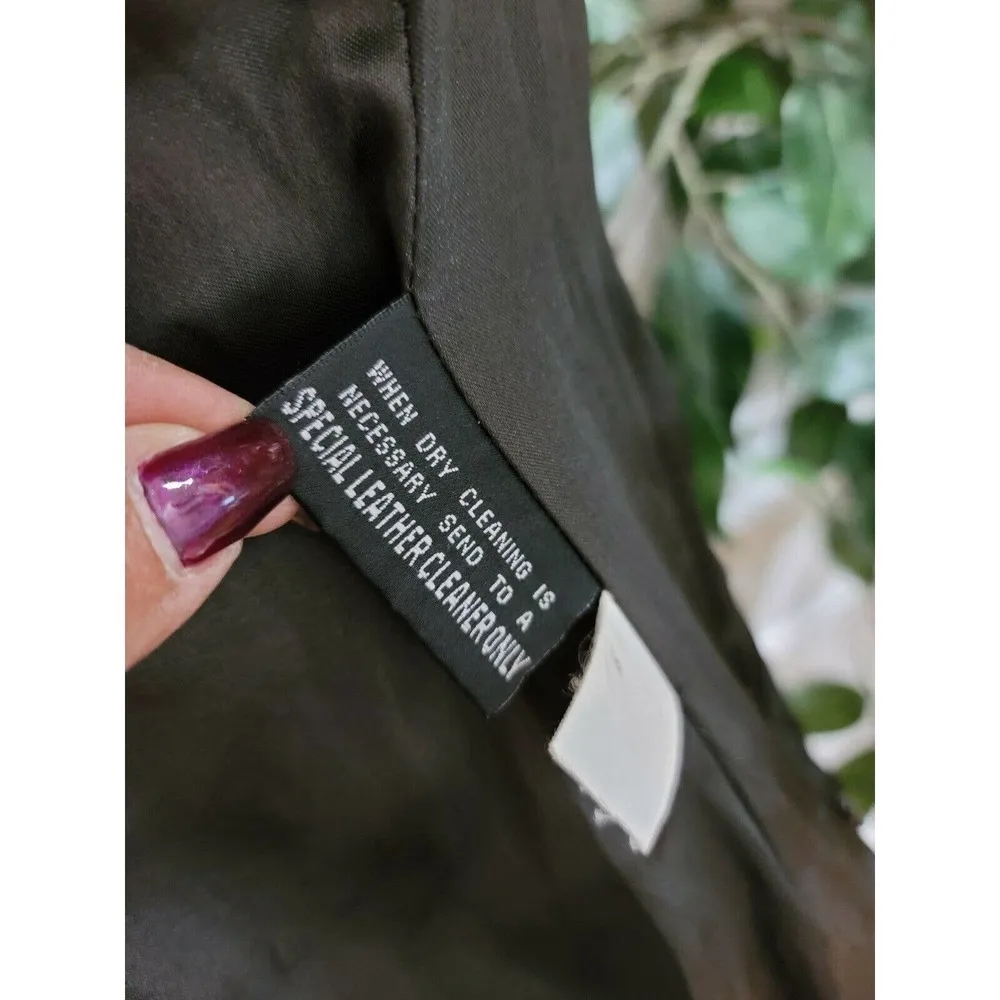 WHEN DRY CLEANING IS
NECESSARY SEND TO A
SPECIAL LEATHER CLEANER ONLY